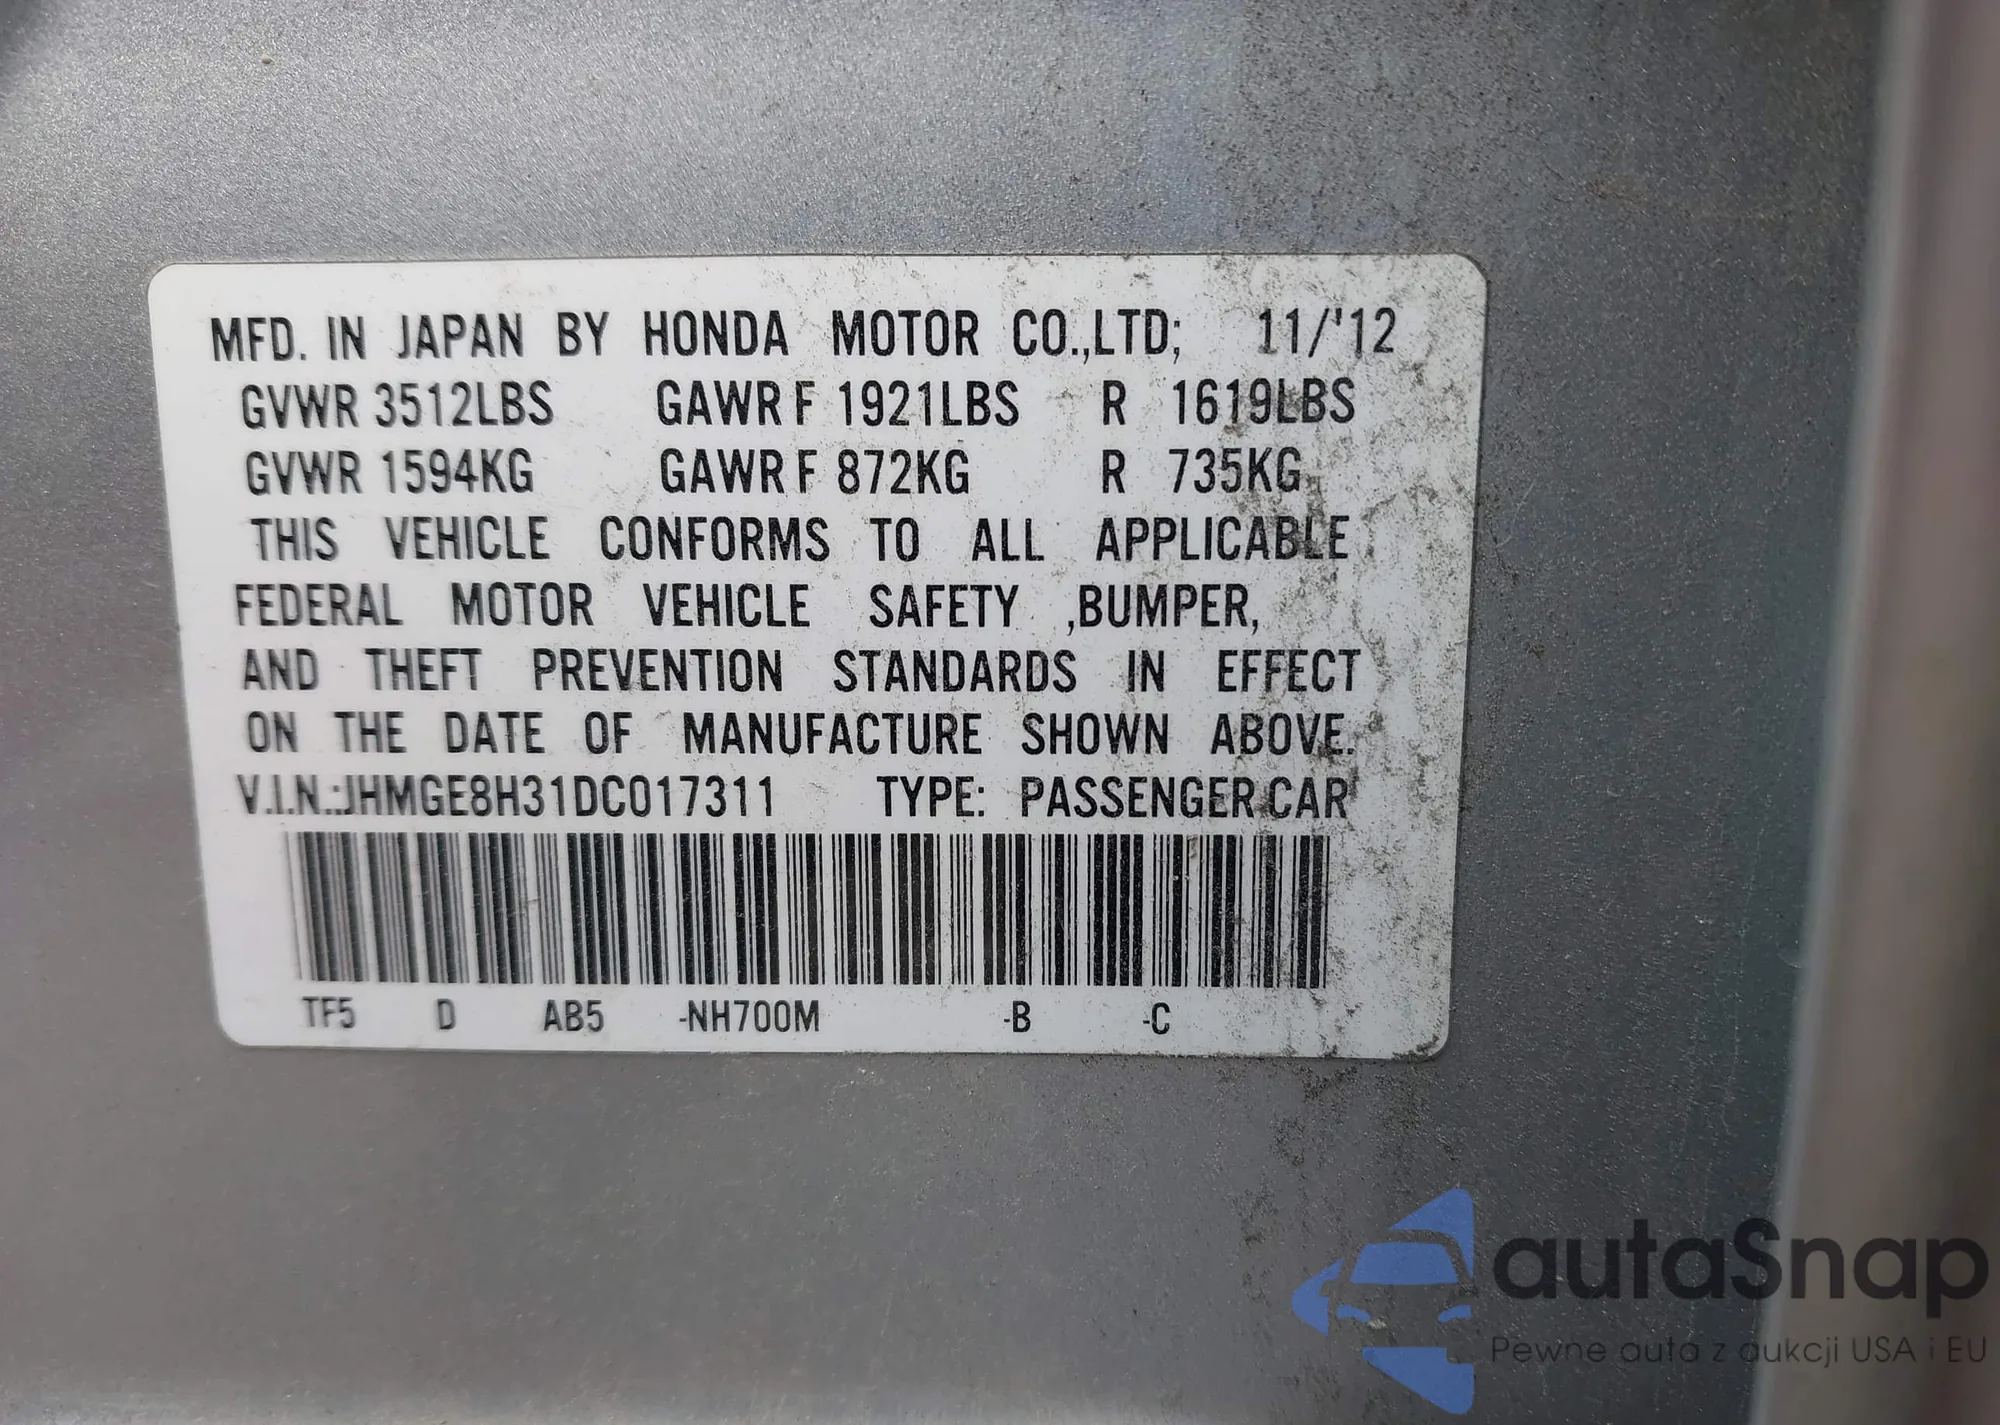 MFD. IN JAPAN BY HONDA MOTOR CO.,LTD; 11/'12
GVWR 3512LBS GAWR F 1921LBS R 1619LBS
GVWR 1594KG GAWR F 872KG R 735KG
THIS VEHICLE CONFORMS TO ALL APPLICABLE
FEDERAL MOTOR VEHICLE SAFETY ,BUMPER,
AND THEFT PREVENTION STANDARDS IN EFFECT
ON THE DATE OF MANUFACTURE SHOWN ABOVE.
V.I.N.:JHMGE8H31DC017311 TYPE: PASSENGER CAR
TF5 D AB5 -NH700M -B -C
autaSnap
Pewne auta z aukcji USA i EU